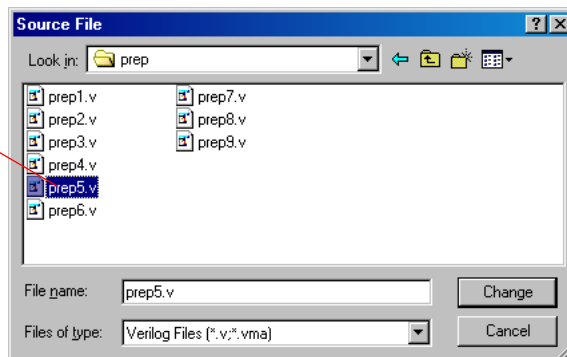 Source File
Look in: prep
prep1.v
prep2.v
prep3.v
prep4.v
prep5.v
prep6.v
prep7.v
prep8.v
prep9.v
File name: prep5.v Change
Files of type: Verilog Files (*.v;*.vma) Cancel